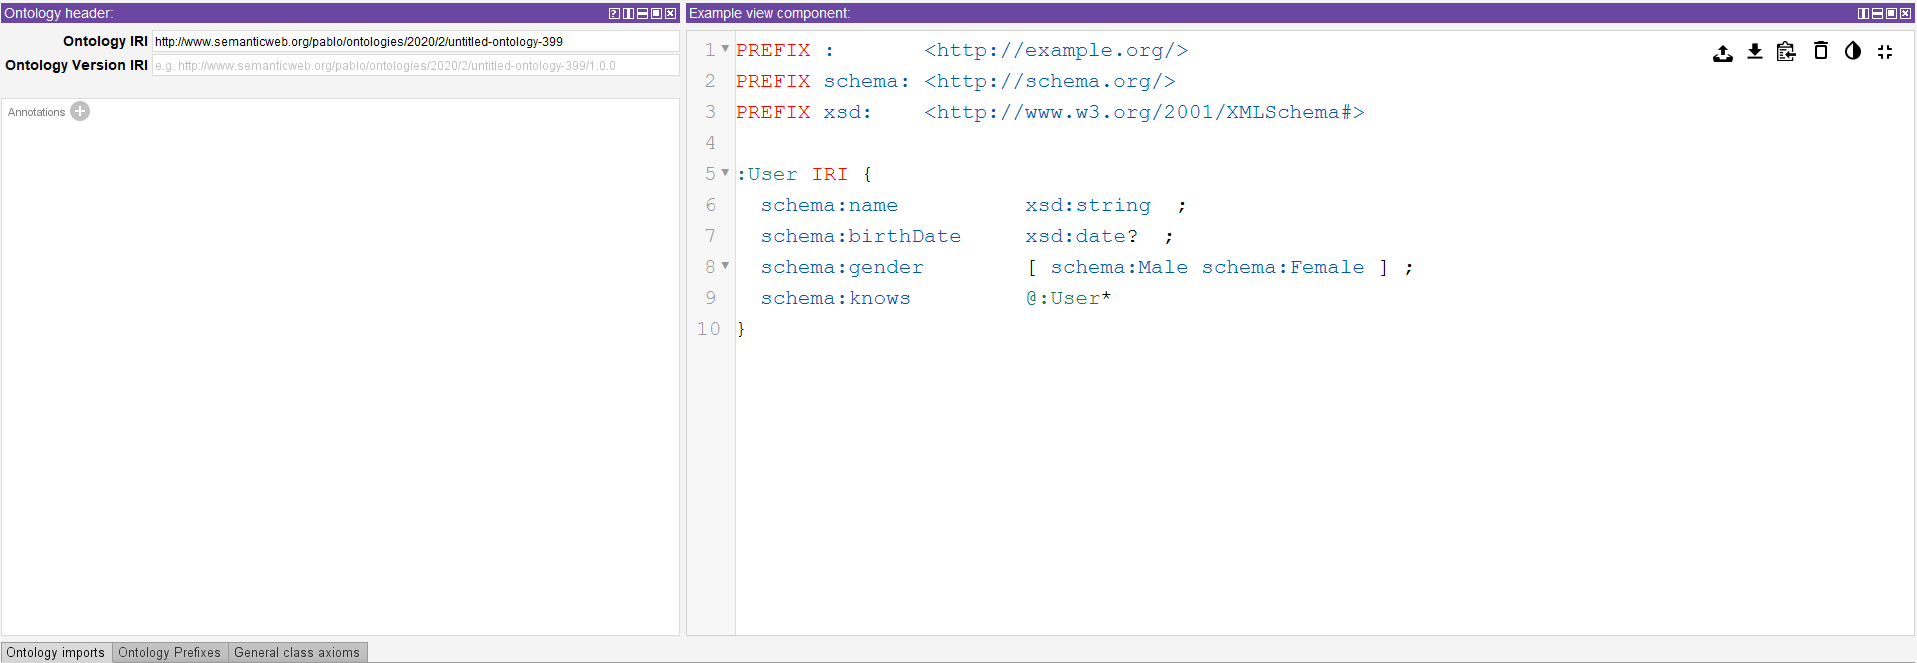 Ontology header:
Ontology IRI http://www.semanticweb.org/pablo/ontologies/2020/2/untitled-ontology-399
Ontology Version IRI e.g. http://www.semanticweb.org/pablo/ontologies/2020/2/untitled-ontology-399/1.0.0
Annotations
Example view component:
1 PREFIX : <http://example.org/>
2 PREFIX schema: <http://schema.org/>
3 PREFIX xsd: <http://www.w3.org/2001/XMLSchema#>
4
5 :User IRI {
6 schema:name xsd:string ;
7 schema:birthDate xsd:date? ;
8 schema:gender [ schema:Male schema:Female ] ;
9 schema:knows @:User*
10 }
Ontology imports Ontology Prefixes General class axioms